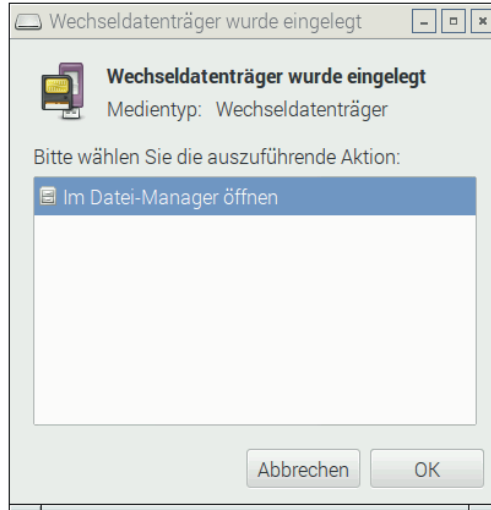 Wechseldatenträger wurde eingelegt
Wechseldatenträger wurde eingelegt
Medientyp: Wechseldatenträger
Bitte wählen Sie die auszuführende Aktion:
Im Datei-Manager öffnen
Abbrechen OK